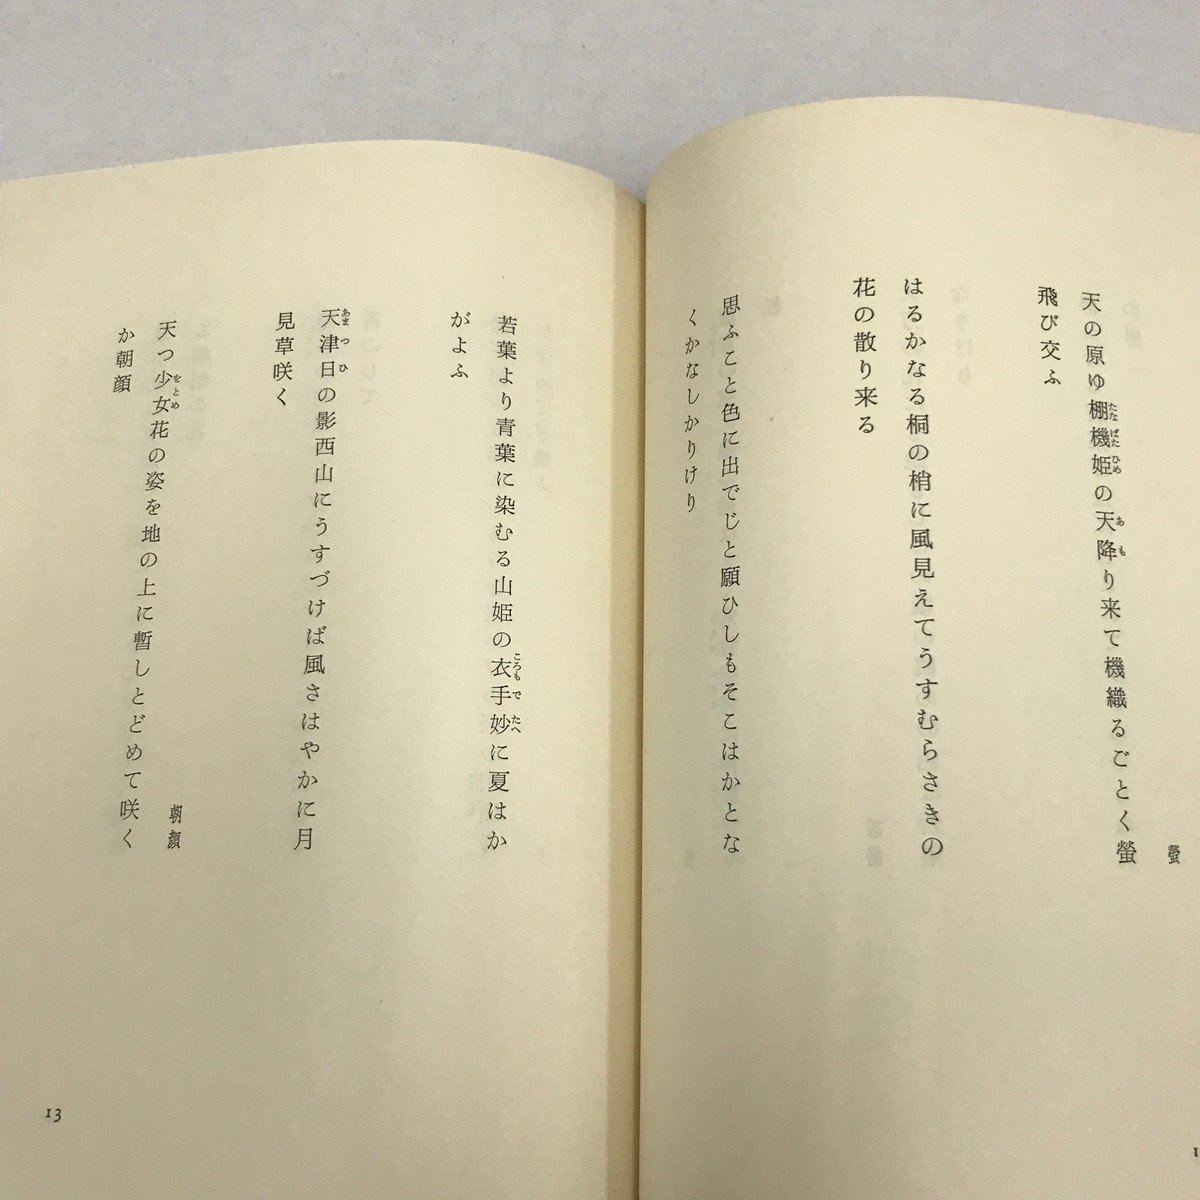 螢
天の原ゆ棚機姫の天降り来て機織るごとく螢
飛び交ふ
はるかなる桐の梢に風見えてうすむらさきの
花の散り来る
思ふこと色に出でじと願ひしもそこはかとな
くかなしかりけり
若葉より青葉に染むる山姫の衣手妙に夏はか
がよふ
天津日の影西山にうすづけば風さはやかに月
見草咲く
朝顔
天つ少女花の姿を地の上に暫しとどめて咲く
か朝顔
13